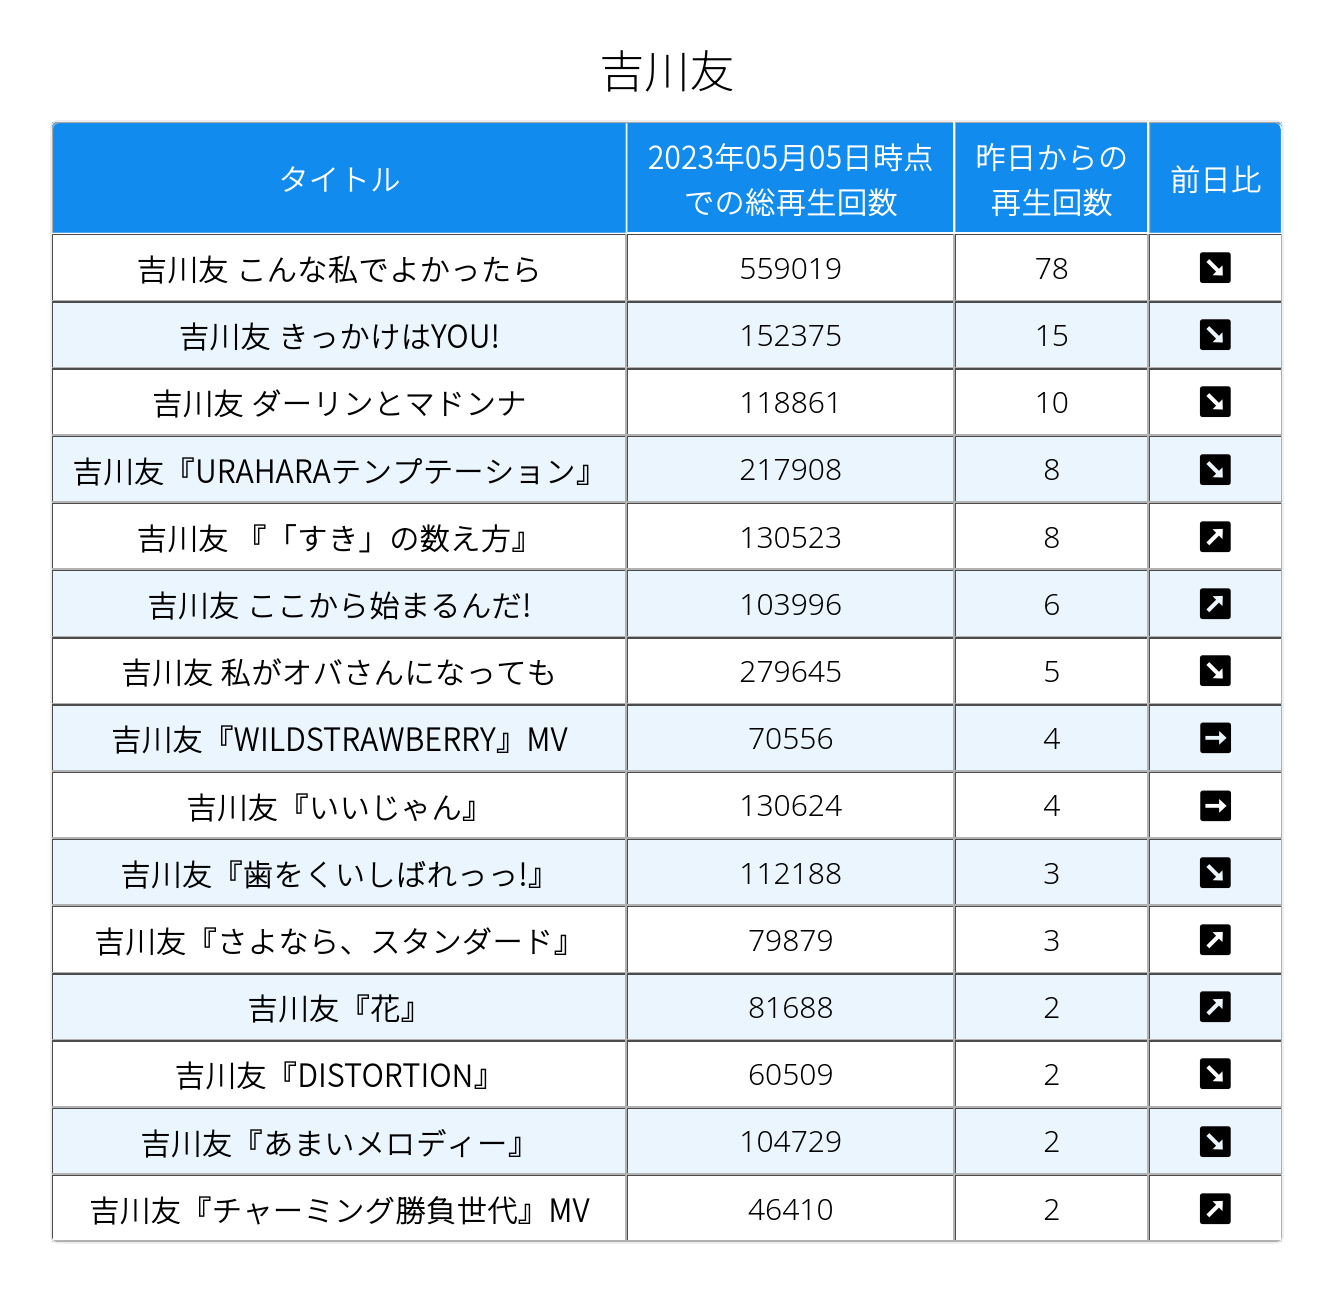 吉川友
タイトル 2023年05月05日時点 昨日からの 前日比
での総再生回数 再生回数
吉川友 こんな私でよかったら 559019 78 ↘
吉川友 きっかけはYOU! 152375 15 ↘
吉川友 ダーリンとマドンナ 118861 10 ↘
吉川友『URAHARAテンプテーション』 217908 8 ↘
吉川友 『「すき」の数え方』 130523 8 ↗
吉川友 ここから始まるんだ! 103996 6 ↗
吉川友 私がオバさんになっても 279645 5 ↘
吉川友『WILDSTRAWBERRY』MV 70556 4 →
吉川友『いいじゃん』 130624 4 →
吉川友『歯をくいしばれっっ!』 112188 3 ↘
吉川友『さよなら、スタンダード』 79879 3 ↗
吉川友『花』 81688 2 ↗
吉川友『DISTORTION』 60509 2 ↘
吉川友『あまいメロディー』 104729 2 ↘
吉川友『チャーミング勝負世代』MV 46410 2 ↗